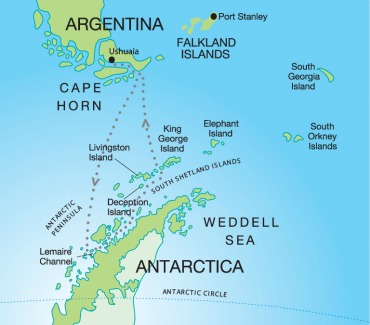 ARGENTINA
Port Stanley
Ushuaia
FALKLAND
ISLANDS
CAPE
HORN
South
Georgia
Island
King
George
Island
Elephant
Island
South
Orkney
Islands
Livingston
Island
SOUTH SHETLAND ISLANDS
Deception
Island
ANTARCTIC
PENINSULA
WEDDELL
SEA
Lemaire
Channel
ANTARCTICA
ANTARCTIC CIRCLE